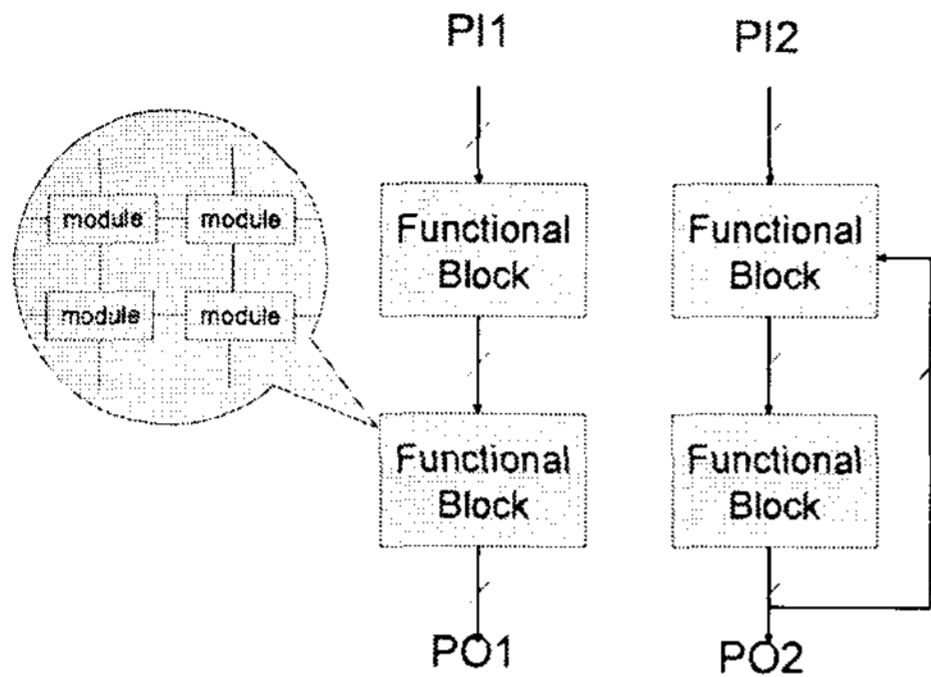 PI1 PI2
module module
Functional Block
Functional Block
module module
Functional Block
Functional Block
PO1 PO2